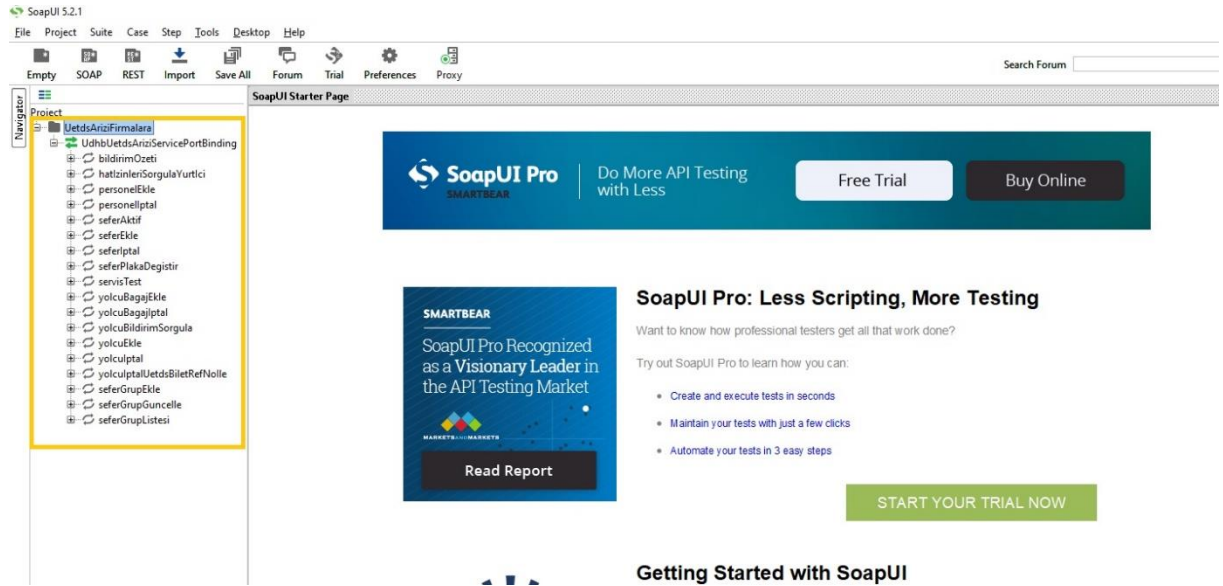 SoapUI 5.2.1
File Project Suite Case Step Tools Desktop Help
Empty SOAP REST Import Save All Forum Trial Preferences Proxy
Search Forum
Navigator
SoapUI Starter Page
Project
UetdsAriziFirmalara
UdhbUetdsAriziServicePortBinding
bildirimOzeti
hatIzinleriSorgulaYurtIci
personelEkle
personelIptal
seferAktif
seferEkle
seferIptal
seferPlakaDegistir
servisTest
yolcuBagajEkle
yolcuBagajIptal
yolcuBildirimSorgula
yolcuEkle
yolcuIptal
yolcuIptalUetdsBiletRefNoIle
seferGrupEkle
seferGrupGuncelle
seferGrupListesi
SoapUI Pro
SMARTBEAR
Do More API Testing
with Less
Free Trial
Buy Online
SMARTBEAR
SoapUI Pro Recognized
as a Visionary Leader in
the API Testing Market
MARKETSANDMARKETS
Read Report
SoapUI Pro: Less Scripting, More Testing
Want to know how professional testers get all that work done?
Try out SoapUI Pro to learn how you can:
Create and execute tests in seconds
Maintain your tests with just a few clicks
Automate your tests in 3 easy steps
START YOUR TRIAL NOW
Getting Started with SoapUI